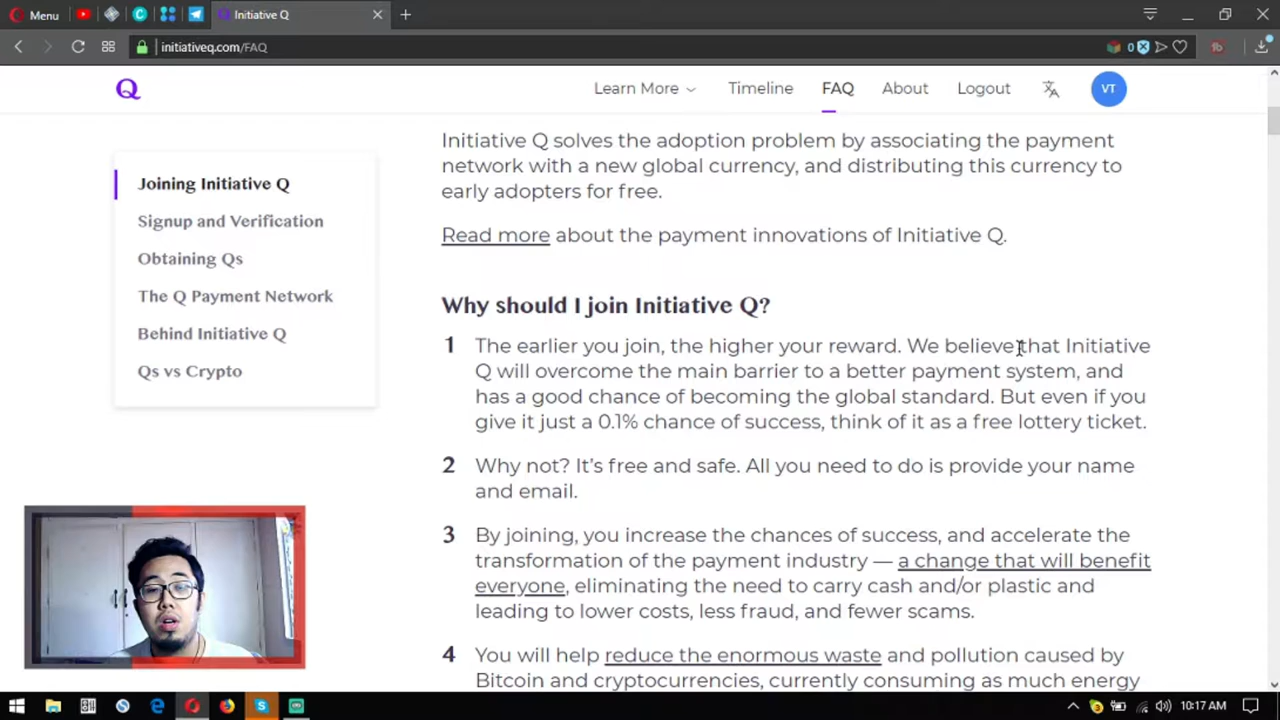 Menu
Initiative Q
initiativeq.com/FAQ
0
Q
Learn More
Timeline
FAQ
About
Logout
VT
Joining Initiative Q
Signup and Verification
Obtaining Qs
The Q Payment Network
Behind Initiative Q
Qs vs Crypto
Initiative Q solves the adoption problem by associating the payment
network with a new global currency, and distributing this currency to
early adopters for free.
Read more about the payment innovations of Initiative Q.
Why should I join Initiative Q?
1 The earlier you join, the higher your reward. We believe that Initiative
Q will overcome the main barrier to a better payment system, and
has a good chance of becoming the global standard. But even if you
give it just a 0.1% chance of success, think of it as a free lottery ticket.
2 Why not? It's free and safe. All you need to do is provide your name
and email.
3 By joining, you increase the chances of success, and accelerate the
transformation of the payment industry — a change that will benefit
everyone, eliminating the need to carry cash and/or plastic and
leading to lower costs, less fraud, and fewer scams.
4 You will help reduce the enormous waste and pollution caused by
Bitcoin and cryptocurrencies, currently consuming as much energy
10:17 AM